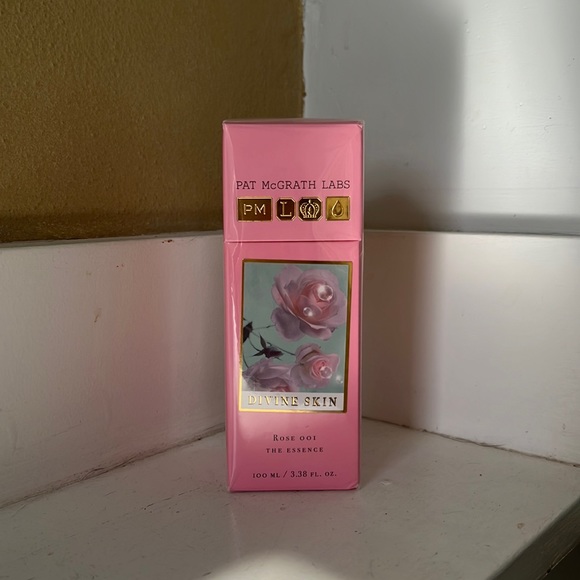 PAT McGRATH LABS
PM L
DIVINE SKIN
ROSE 001
THE ESSENCE
100 ML / 3.38 FL. OZ.